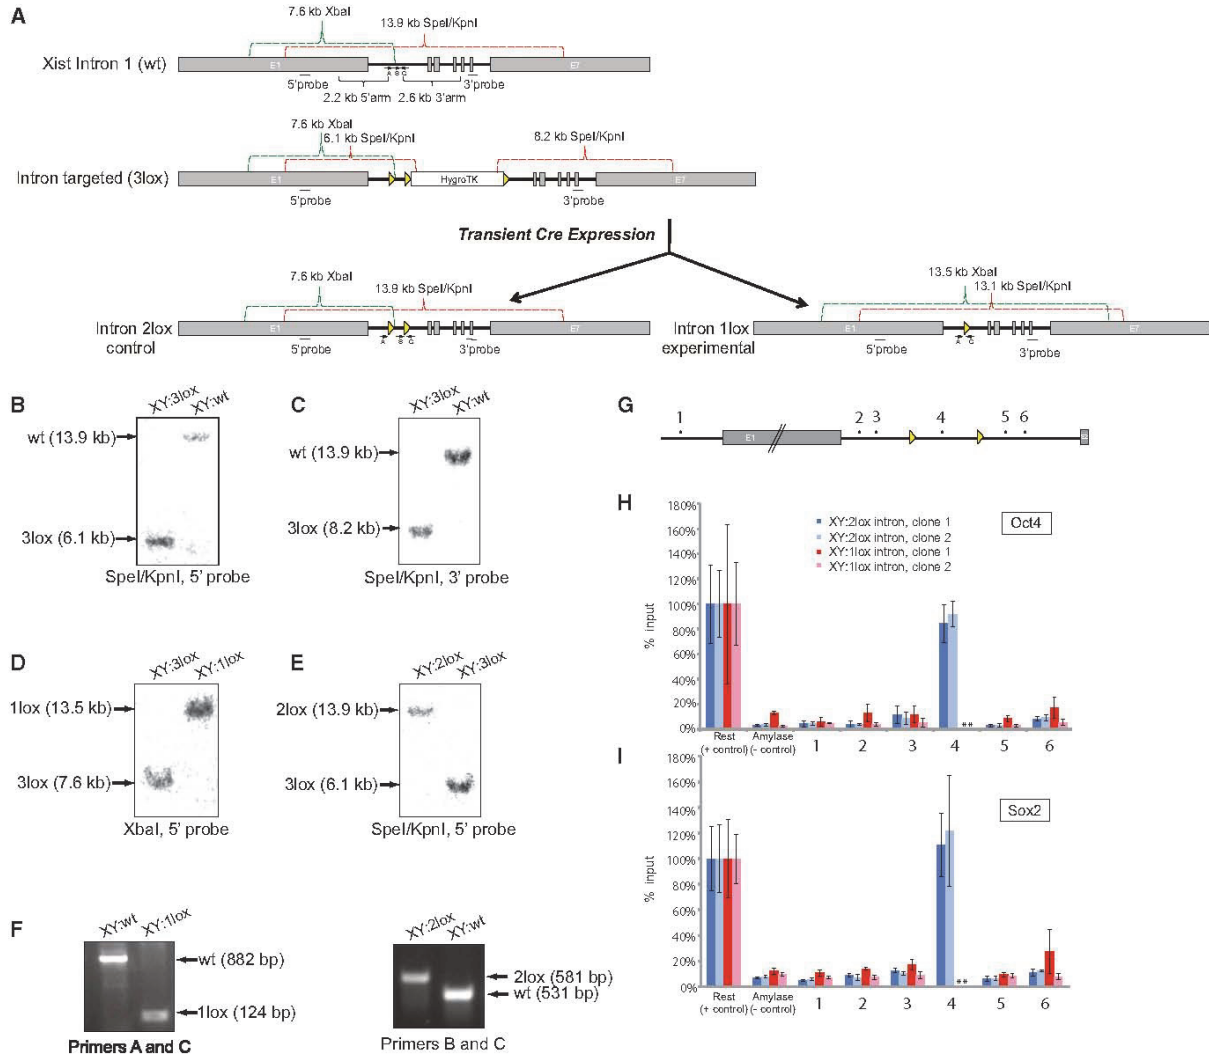 A
7.6 kb XbaI
13.9 kb SpeI/KpnI
Xist Intron 1 (wt)
E1
E7
5'probe
A B C
3'probe
2.2 kb 5'arm
2.6 kb 3'arm
7.6 kb XbaI
6.1 kb SpeI/KpnI
8.2 kb SpeI/KpnI
Intron targeted (3lox)
E1
HygroTK
E7
5'probe
3'probe
Transient Cre Expression
7.6 kb XbaI
13.9 kb SpeI/KpnI
Intron 2lox
control
E1
E7
5'probe
A B C
3'probe
13.5 kb XbaI
13.1 kb SpeI/KpnI
Intron 1lox
experimental
E1
E7
5'probe
A C
3'probe
B
XY:3lox
XY:wt
wt (13.9 kb)
3lox (6.1 kb)
SpeI/KpnI, 5' probe
C
XY:3lox
XY:wt
wt (13.9 kb)
3lox (8.2 kb)
SpeI/KpnI, 3' probe
D
XY:3lox
XY:1lox
1lox (13.5 kb)
3lox (7.6 kb)
XbaI, 5' probe
E
XY:2lox
XY:3lox
2lox (13.9 kb)
3lox (6.1 kb)
SpeI/KpnI, 5' probe
F
XY:wt
XY:1lox
wt (882 bp)
1lox (124 bp)
Primers A and C
XY:2lox
XY:wt
2lox (581 bp)
wt (531 bp)
Primers B and C
G
1 2 3 4 5 6
E1
H
Oct4
XY:2lox intron, clone 1
XY:2lox intron, clone 2
XY:1lox intron, clone 1
XY:1lox intron, clone 2
% input
180%
160%
140%
120%
100%
80%
60%
40%
20%
0%
**
Rest
(+ control)
Amylase
(- control)
1 2 3 4 5 6
I
Sox2
% input
180%
160%
140%
120%
100%
80%
60%
40%
20%
0%
**
Rest
(+ control)
Amylase
(- control)
1 2 3 4 5 6